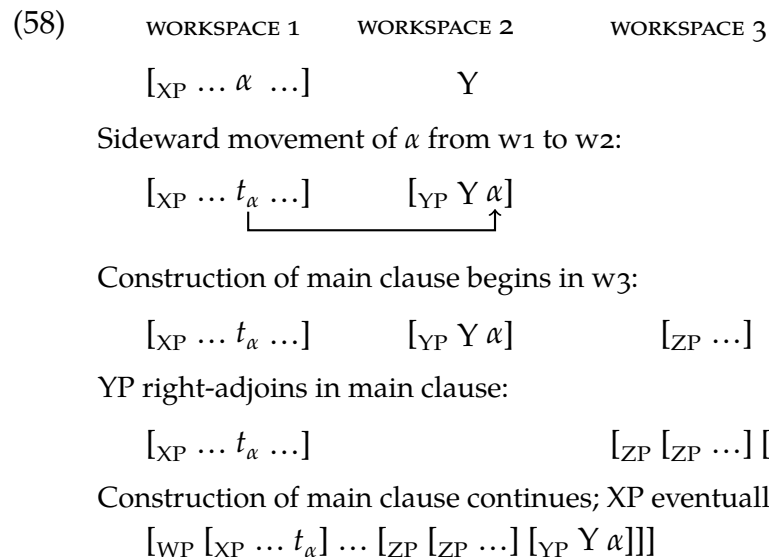 (58) WORKSPACE 1 WORKSPACE 2 WORKSPACE 3
[XP … α …] Y
Sideward movement of α from W1 to W2:
[XP … tα …] [YP Y α]
Construction of main clause begins in W3:
[XP … tα …] [YP Y α] [ZP …]
YP right-adjoins in main clause:
[XP … tα …] [ZP [ZP …] [
Construction of main clause continues; XP eventuall
[WP [XP … tα] … [ZP [ZP …] [YP Y α]]]